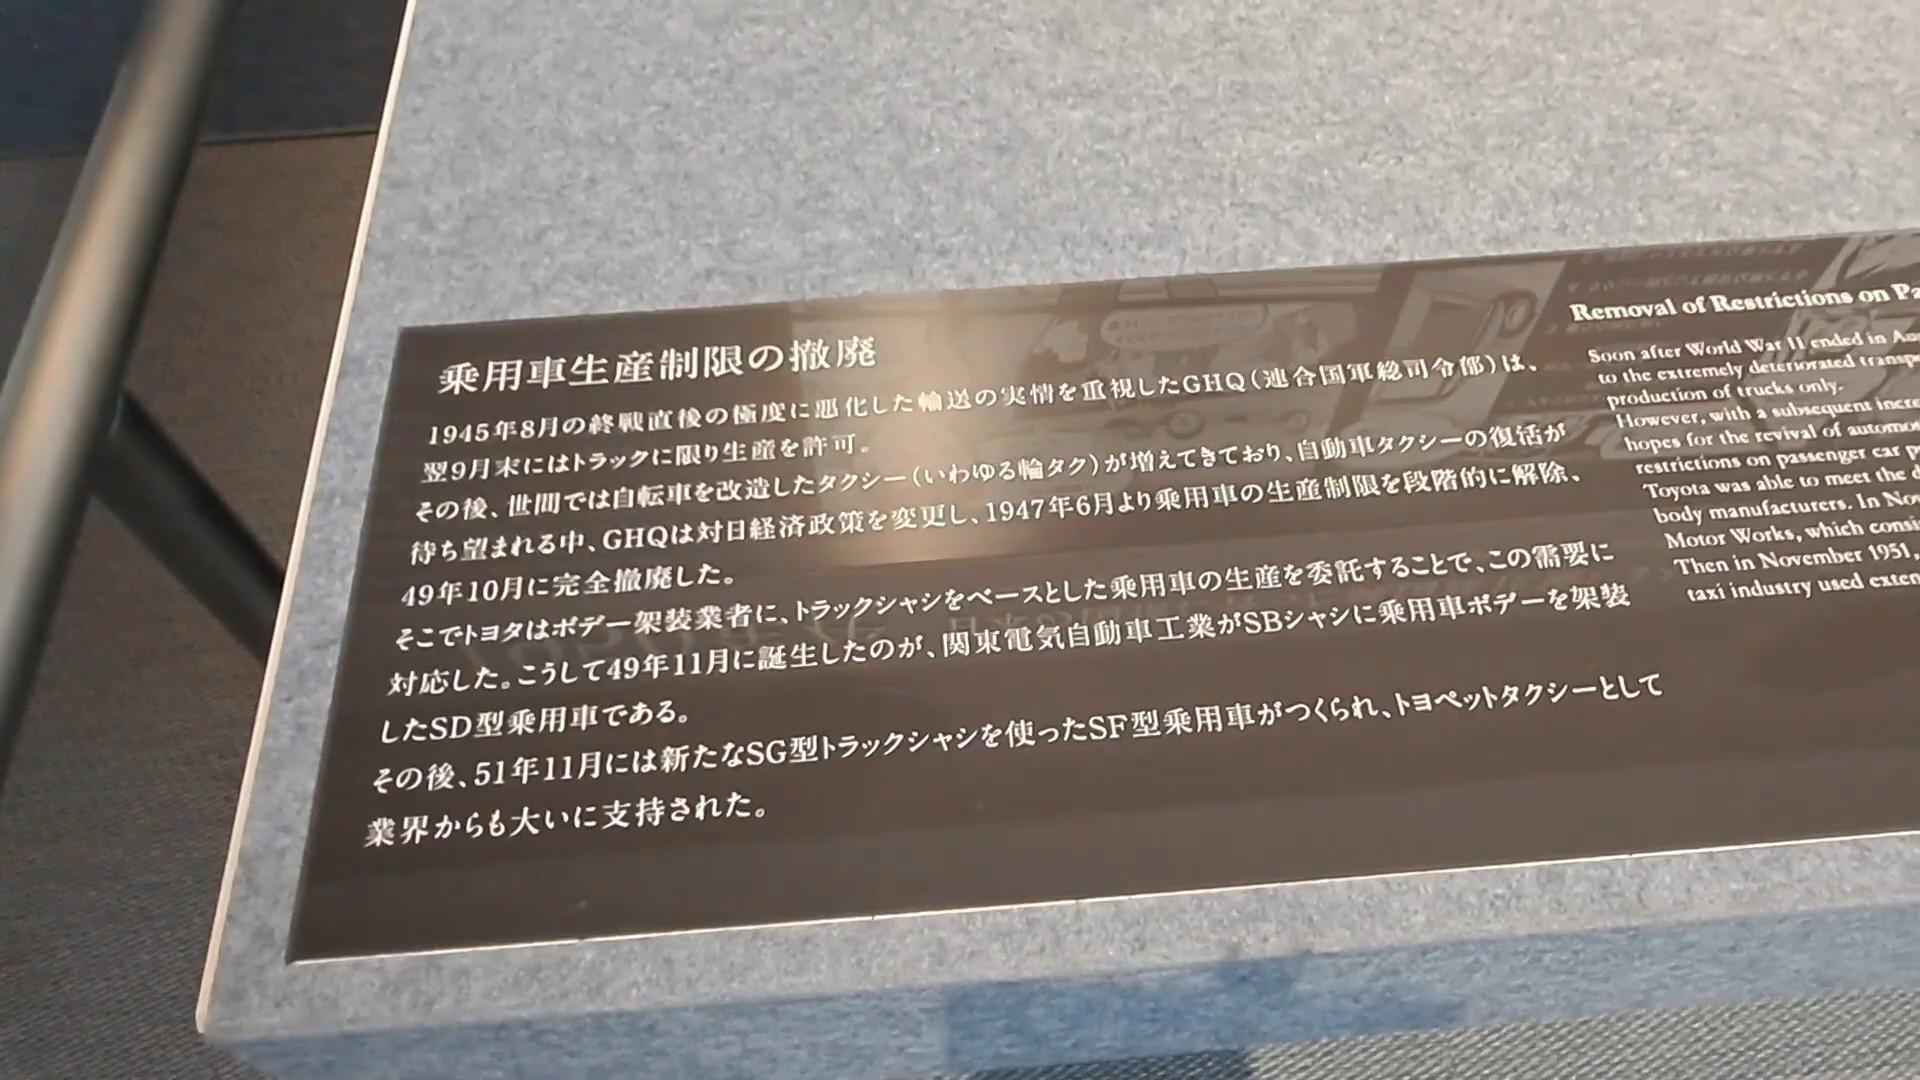 乗用車生産制限の撤廃
1945年8月の終戦直後の極度に悪化した輸送の実情を重視したGHQ(連合国軍総司令部)は、
翌9月末にはトラックに限り生産を許可。
その後、世間では自転車を改造したタクシー(いわゆる輪タク)が増えてきており、自動車タクシーの復活が
待ち望まれる中、GHQは対日経済政策を変更し、1947年6月より乗用車の生産制限を段階的に解除、
49年10月に完全撤廃した。
そこでトヨタはボデー架装業者に、トラックシャシをベースとした乗用車の生産を委託することで、この需要に
対応した。こうして49年11月に誕生したのが、関東電気自動車工業がSBシャシに乗用車ボデーを架装
したSD型乗用車である。
その後、51年11月には新たなSG型トラックシャシを使ったSF型乗用車がつくられ、トヨペットタクシーとして
業界からも大いに支持された。
Removal of Restrictions on Pa
Soon after World War II ended in Au
to the extremely deteriorated transp
production of trucks only.
However, with a subsequent incre
hopes for the revival of automo
restrictions on passenger car p
Toyota was able to meet the d
body manufacturers. In Nov
Motor Works, which consi
Then in November 1951,
taxi industry used exten